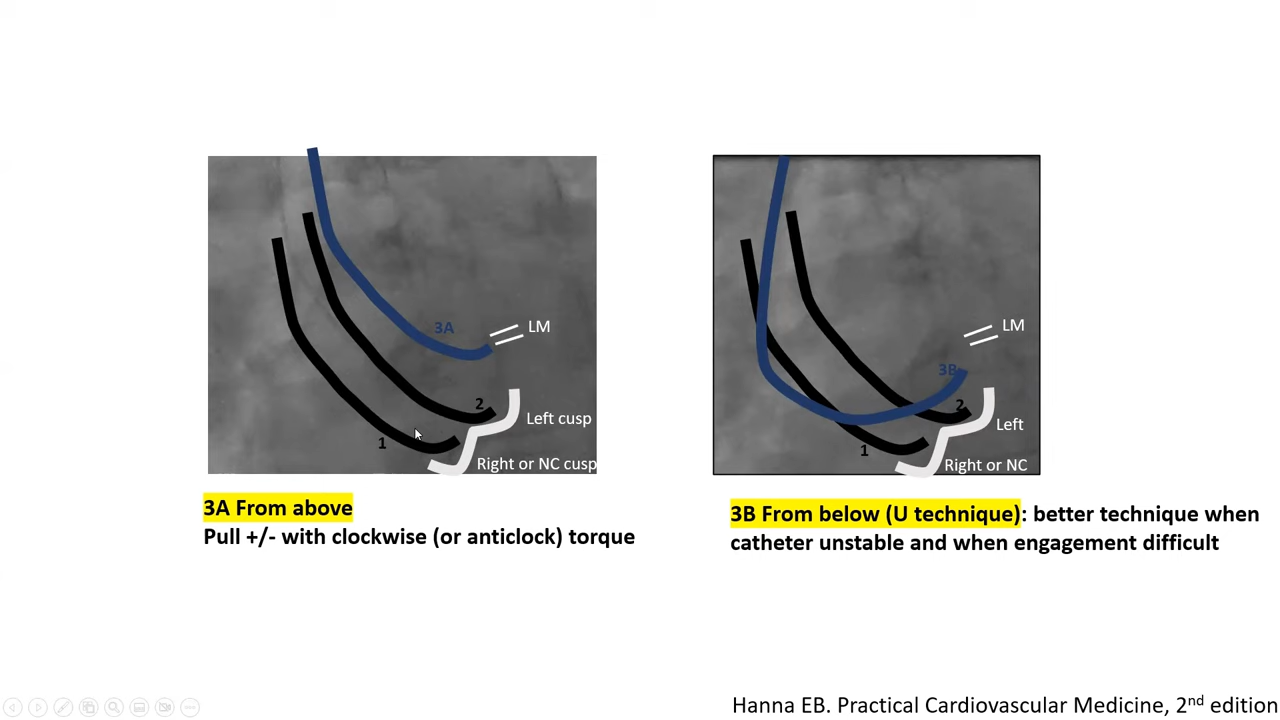 3A
LM
2
Left cusp
1
Right or NC cusp
3A From above
Pull +/- with clockwise (or anticlock) torque
LM
3B
2
Left
1
Right or NC
3B From below (U technique): better technique when
catheter unstable and when engagement difficult
Hanna EB. Practical Cardiovascular Medicine, 2nd edition